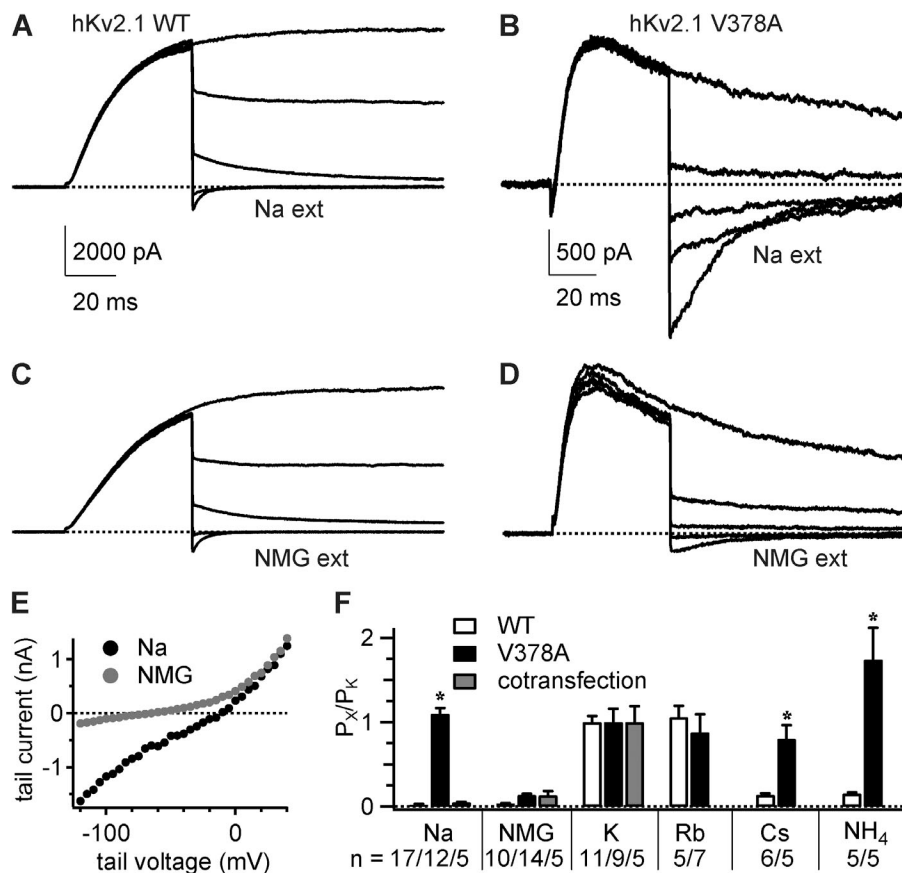 A hKv2.1 WT
B hKv2.1 V378A
Na ext
2000 pA
20 ms
Na ext
500 pA
20 ms
C
NMG ext
D
NMG ext
E
Na
NMG
tail current (nA)
1
0
-1
-100 0
tail voltage (mV)
F
WT
V378A
cotransfection
Px/PK
2
1
0
* * *
Na NMG K Rb Cs NH4
n = 17/12/5 10/14/5 11/9/5 5/7 6/5 5/5